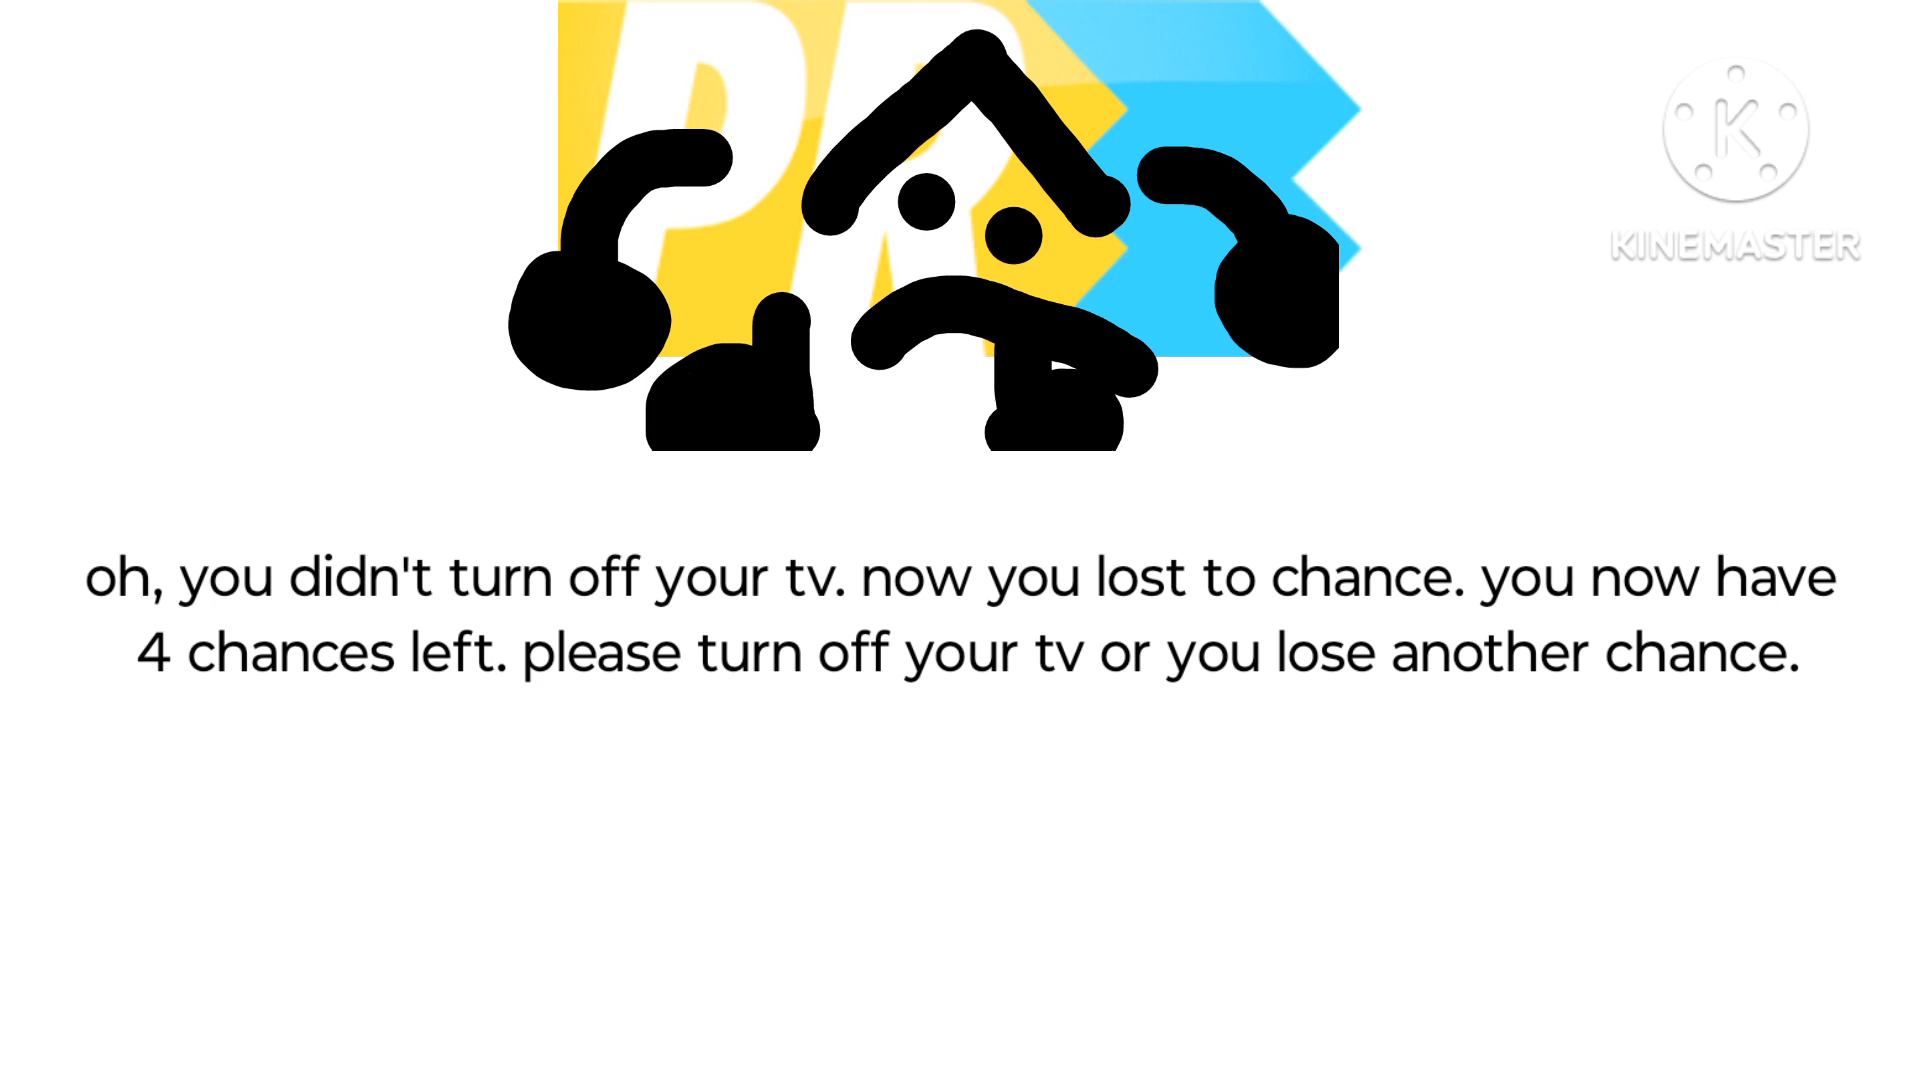 PR
K
KINEMASTER
oh, you didn't turn off your tv. now you lost to chance. you now have
4 chances left. please turn off your tv or you lose another chance.